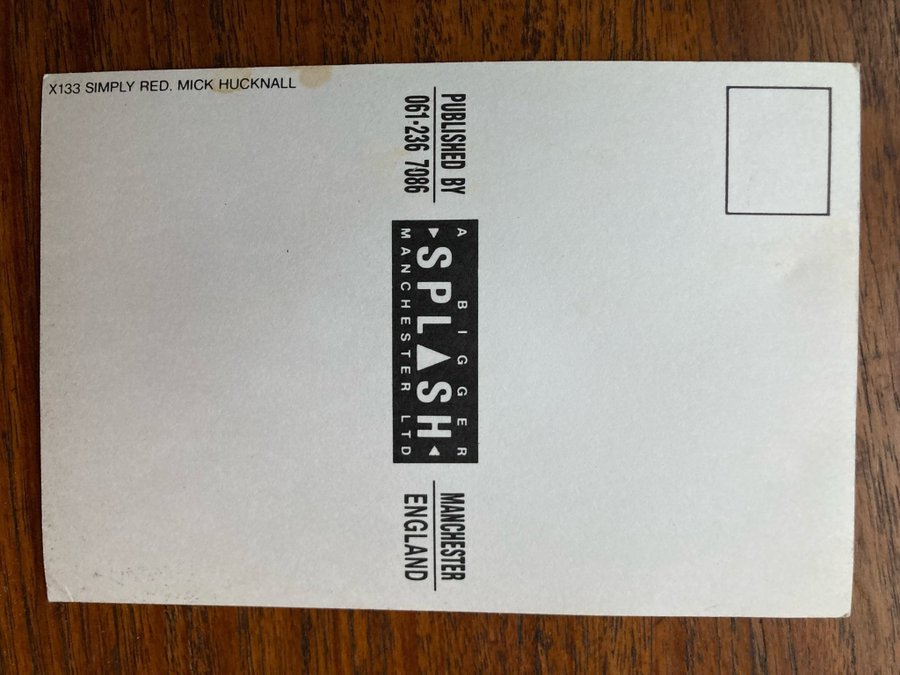 X133 SIMPLY RED. MICK HUCKNALL
PUBLISHED BY
061-236 7086
A BIGGER
SPLASH
MANCHESTER LTD
MANCHESTER
ENGLAND